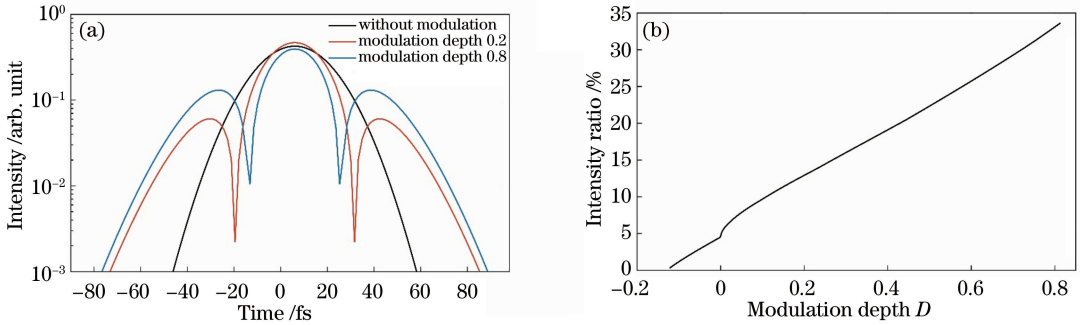 (a)
without modulation
modulation depth 0.2
modulation depth 0.8
10⁰
10⁻¹
10⁻²
10⁻³
Intensity /arb. unit
−80 −60 −40 −20 0 20 40 60 80
Time /fs
(b)
35
30
25
20
15
10
5
0
Intensity ratio /%
−0.2 0 0.2 0.4 0.6 0.8
Modulation depth D